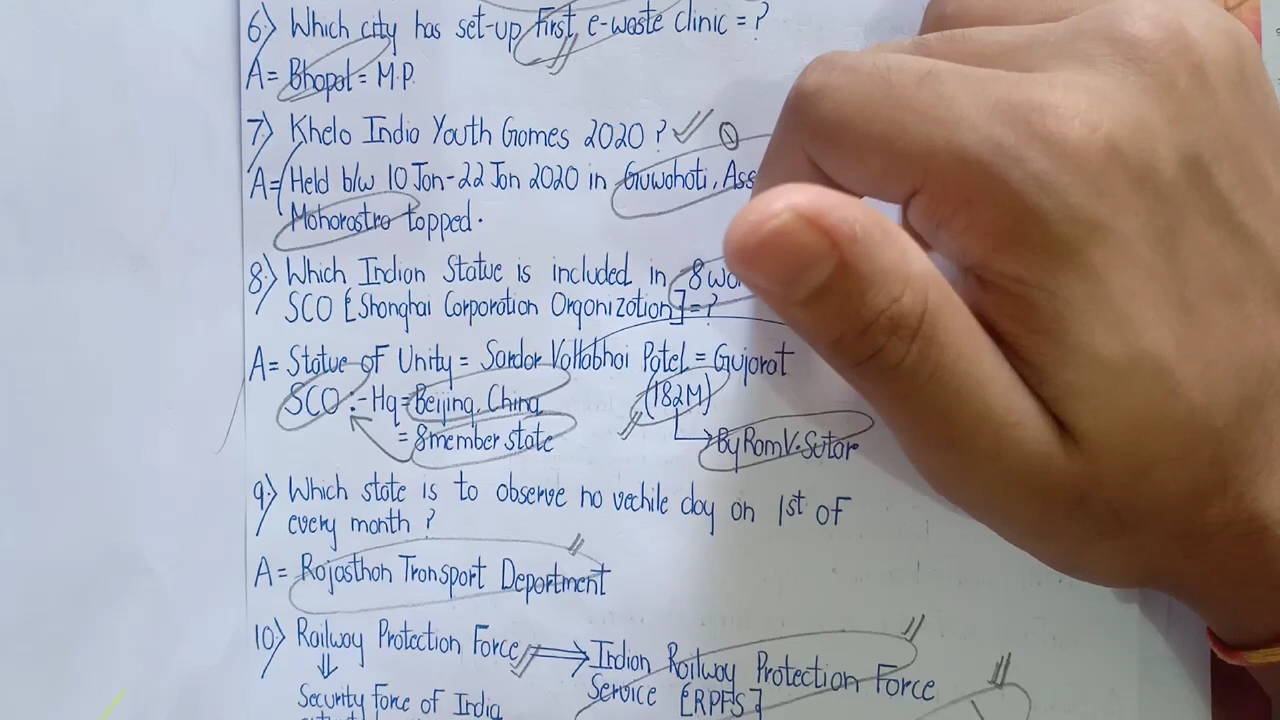 6) Which city has set-up First e-waste clinic = ?
A= Bhopal = M.P.
7) Khelo India Youth Games 2020 ?
A= Held b/w 10 Jan-22 Jan 2020 in Guwahati, Ass
Maharastra topped.
8) Which Indian Statue is included in 8 wo
SCO [Shanghai Corporation Organization] = ?
A= Statue of Unity = Sardar Vallabhai Patel = Gujarat
SCO :- Hq = Beijing, China (182M)
= 8 member state By Ram V. Sutar
9) Which state is to observe no vechile day on 1st of
every month ?
A= Rajasthan Transport Department
10) Railway Protection Force ⇒ Indian Railway Protection Force
⇓ Service [RPFS]
Security Force of India